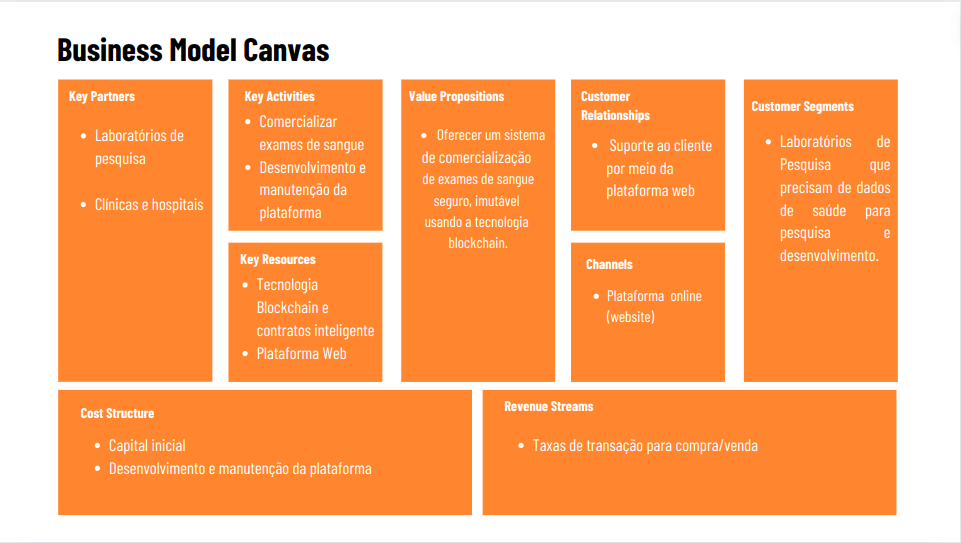 Business Model Canvas
Key Partners
• Laboratórios de
pesquisa
• Clínicas e hospitais
Key Activities
• Comercializar
exames de sangue
• Desenvolvimento e
manutenção da
plataforma
Key Resources
• Tecnologia
Blockchain e
contratos inteligente
• Plataforma Web
Value Propositions
• Oferecer um sistema
de comercialização
de exames de sangue
seguro, imutável
usando a tecnologia
blockchain.
Customer
Relationships
• Suporte ao cliente
por meio da
plataforma web
Channels
• Plataforma online
(website)
Customer Segments
• Laboratórios de
Pesquisa que
precisam de dados
de saúde para
pesquisa e
desenvolvimento.
Cost Structure
• Capital inicial
• Desenvolvimento e manutenção da plataforma
Revenue Streams
• Taxas de transação para compra/venda